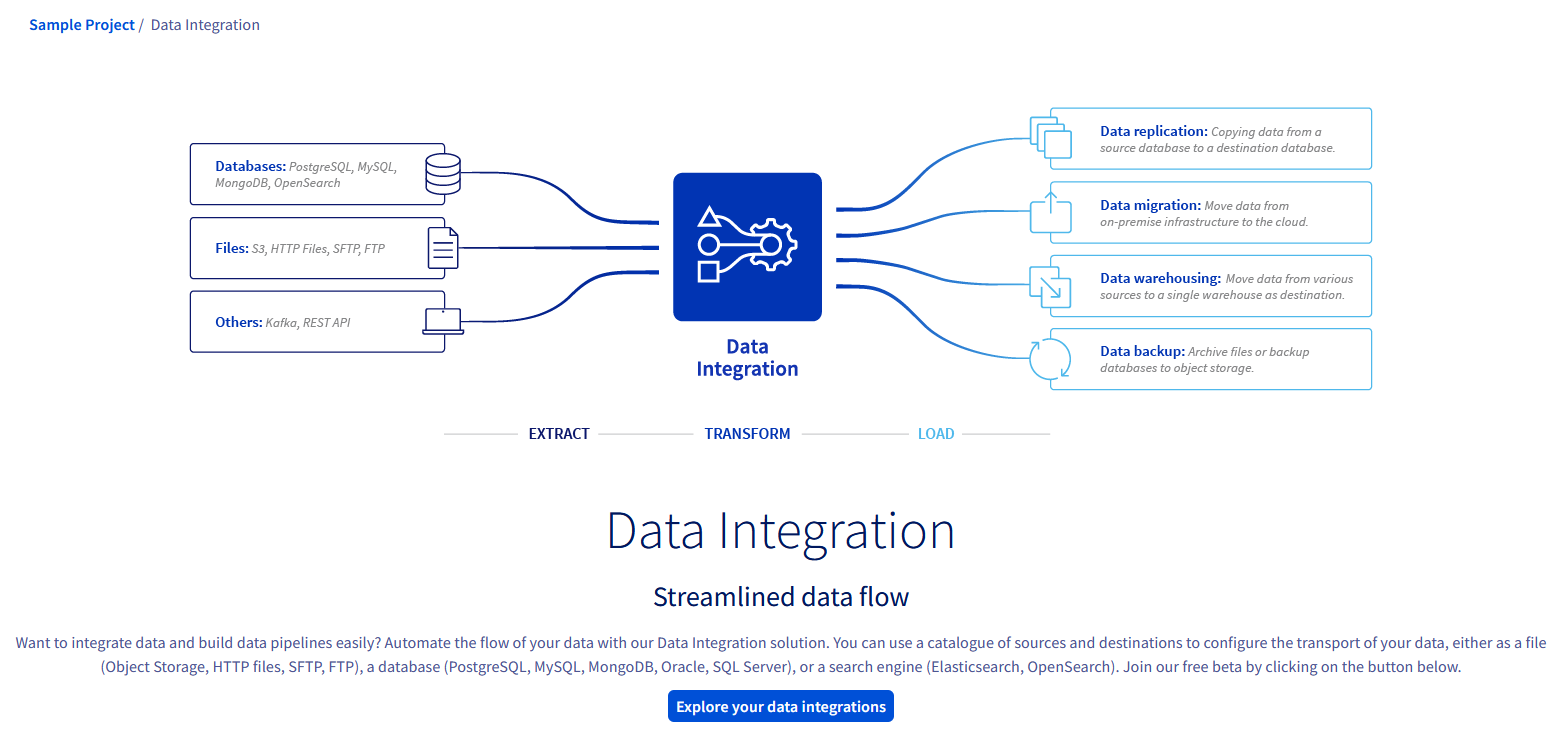 Sample Project / Data Integration
Databases: PostgreSQL, MySQL,
MongoDB, OpenSearch
Files: S3, HTTP Files, SFTP, FTP
Others: Kafka, REST API
Data
Integration
Data replication: Copying data from a
source database to a destination database.
Data migration: Move data from
on-premise infrastructure to the cloud.
Data warehousing: Move data from various
sources to a single warehouse as destination.
Data backup: Archive files or backup
databases to object storage.
EXTRACT TRANSFORM LOAD
Data Integration
Streamlined data flow
Want to integrate data and build data pipelines easily? Automate the flow of your data with our Data Integration solution. You can use a catalogue of sources and destinations to configure the transport of your data, either as a file
(Object Storage, HTTP files, SFTP, FTP), a database (PostgreSQL, MySQL, MongoDB, Oracle, SQL Server), or a search engine (Elasticsearch, OpenSearch). Join our free beta by clicking on the button below.
Explore your data integrations